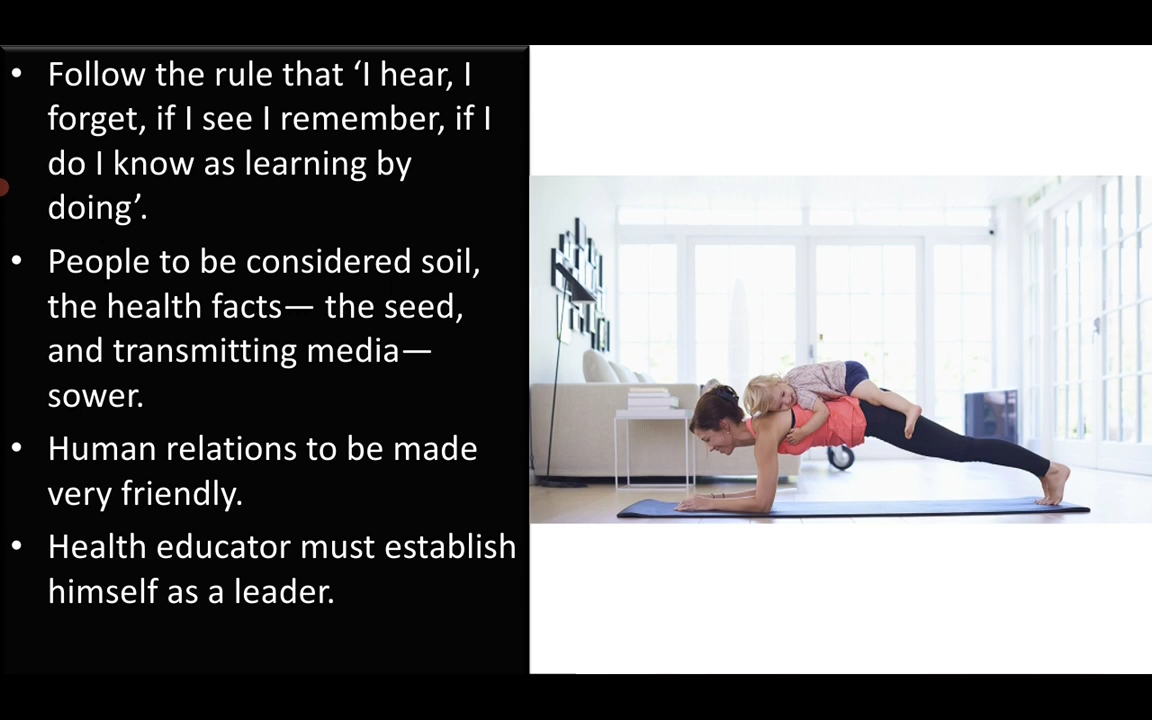 • Follow the rule that ‘I hear, I
forget, if I see I remember, if I
do I know as learning by
doing’.
• People to be considered soil,
the health facts— the seed,
and transmitting media—
sower.
• Human relations to be made
very friendly.
• Health educator must establish
himself as a leader.